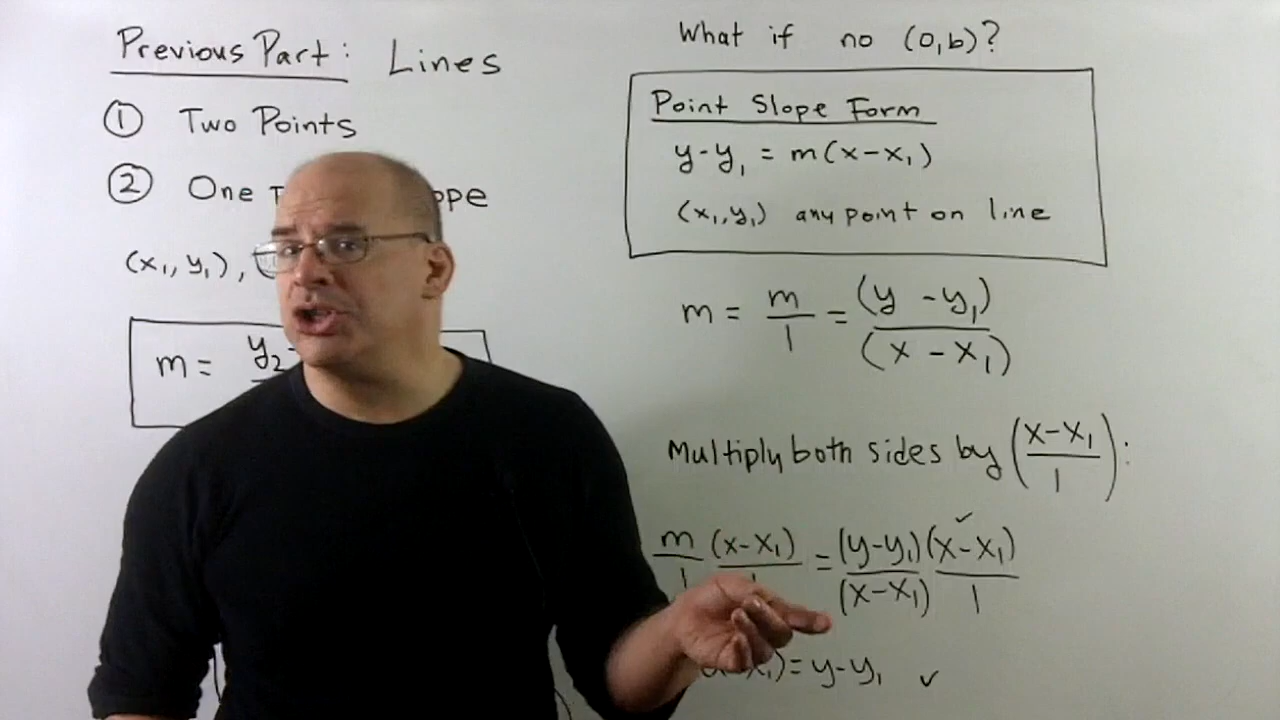 Previous Part: Lines
① Two Points
② One
(x₁, y₁), 
m = y₂
What if no (0,b)?
Point Slope Form
y-y₁ = m(x-x₁)
(x₁,y₁) any point on line
m = m/1 = (y -y₁)/(x - x₁)
Multiply both sides by (x-x₁/1):
m/1 (x-x₁)/1 = (y-y₁)/(x-x₁) (x-x₁)/1 ✓
x₁) = y-y₁ ✓